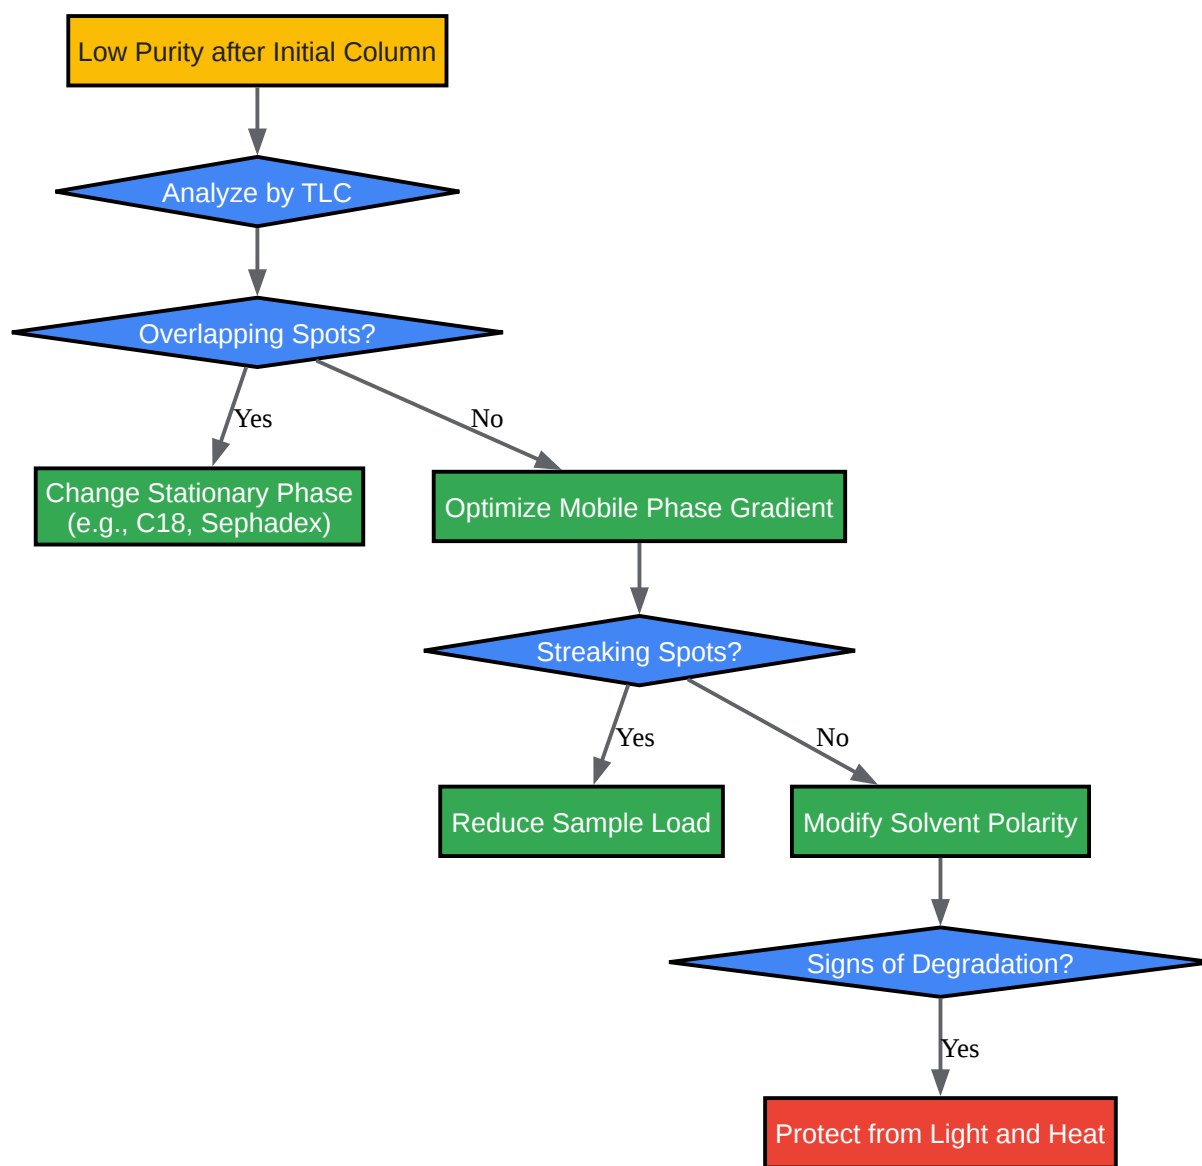 Low Purity after Initial Column
Analyze by TLC
Overlapping Spots?
Yes
No
Change Stationary Phase
(e.g., C18, Sephadex)
Optimize Mobile Phase Gradient
Streaking Spots?
Yes
No
Reduce Sample Load
Modify Solvent Polarity
Signs of Degradation?
Yes
Protect from Light and Heat